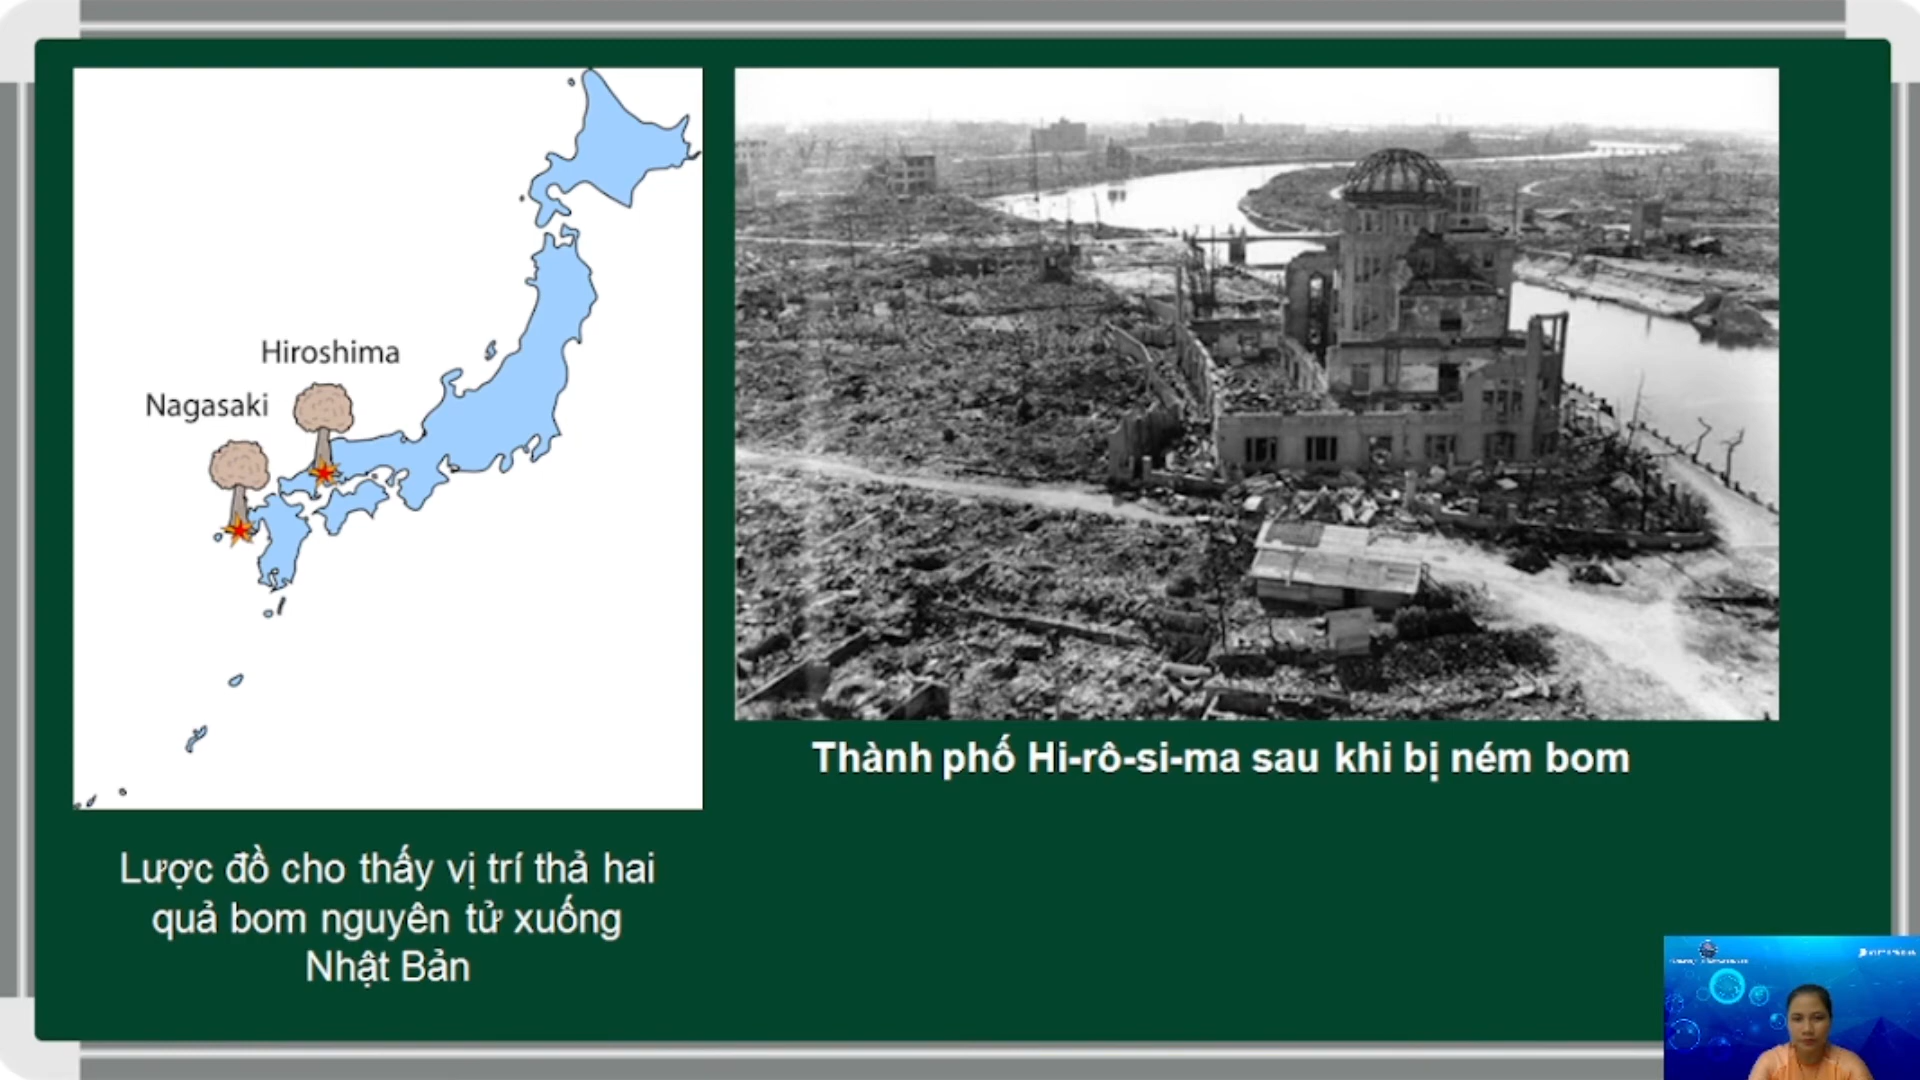 Hiroshima
Nagasaki
Thành phố Hi-rô-si-ma sau khi bị ném bom
Lược đồ cho thấy vị trí thả hai
quả bom nguyên tử xuống
Nhật Bản